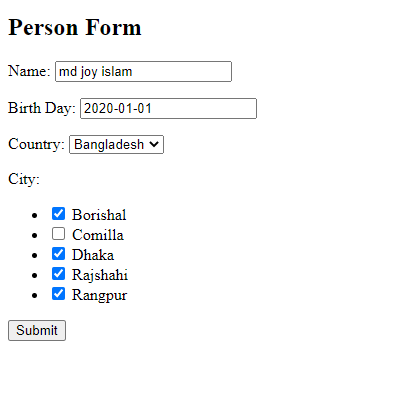 Person Form
Name: md joy islam
Birth Day: 2020-01-01
Country: Bangladesh
City:
Borishal
Comilla
Dhaka
Rajshahi
Rangpur
Submit